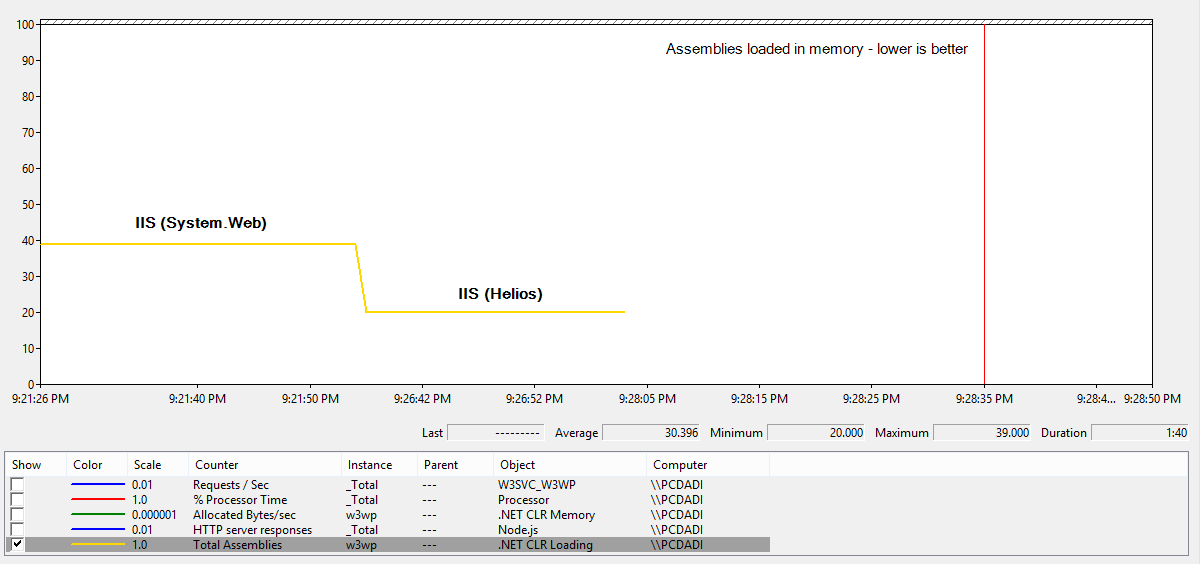 100
Assemblies loaded in memory - lower is better
90
80
70
60
50
IIS (System.Web)
40
30
IIS (Helios)
20
10
0
9:21:26 PM 9:21:40 PM 9:21:50 PM 9:26:42 PM 9:26:52 PM 9:28:05 PM 9:28:15 PM 9:28:25 PM 9:28:35 PM 9:28:4... 9:28:50 PM
Last --------- Average 30.396 Minimum 20.000 Maximum 39.000 Duration 1:40
Show Color Scale Counter Instance Parent Object Computer
0.01 Requests / Sec _Total --- W3SVC_W3WP \\PCDADI
1.0 % Processor Time _Total --- Processor \\PCDADI
0.000001 Allocated Bytes/sec w3wp --- .NET CLR Memory \\PCDADI
0.01 HTTP server responses _Total --- Node.js \\PCDADI
1.0 Total Assemblies w3wp --- .NET CLR Loading \\PCDADI